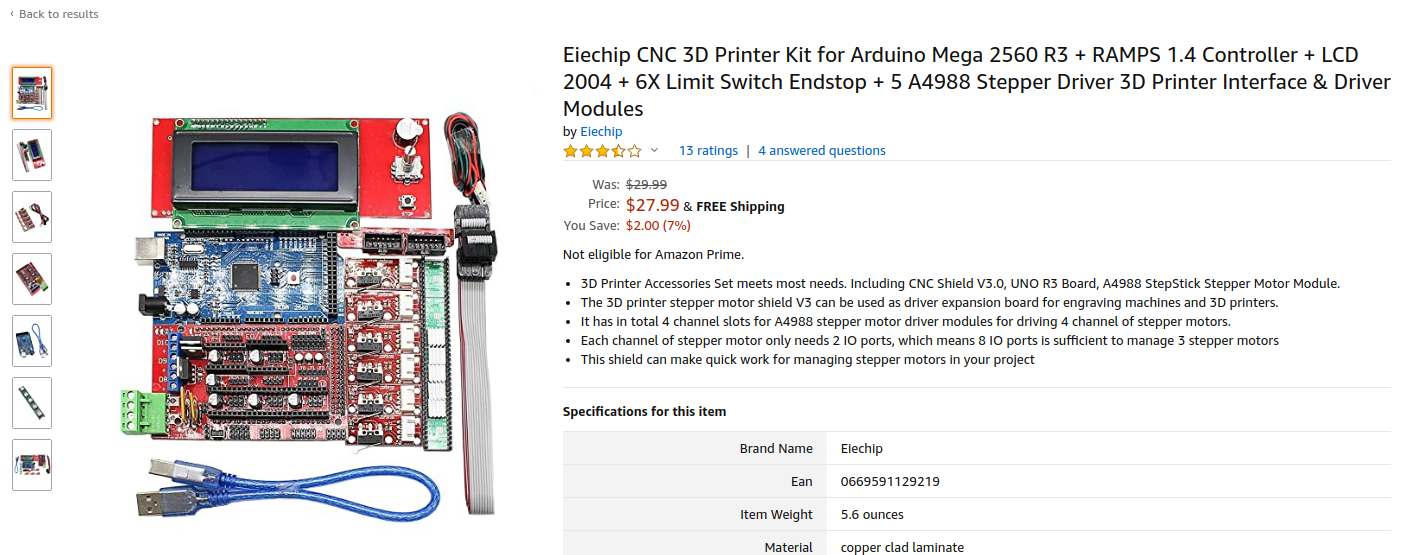 ‹ Back to results
Eiechip CNC 3D Printer Kit for Arduino Mega 2560 R3 + RAMPS 1.4 Controller + LCD
2004 + 6X Limit Switch Endstop + 5 A4988 Stepper Driver 3D Printer Interface & Driver
Modules
by Eiechip
13 ratings | 4 answered questions
Was: $29.99
Price: $27.99 & FREE Shipping
You Save: $2.00 (7%)
Not eligible for Amazon Prime.
• 3D Printer Accessories Set meets most needs. Including CNC Shield V3.0, UNO R3 Board, A4988 StepStick Stepper Motor Module.
• The 3D printer stepper motor shield V3 can be used as driver expansion board for engraving machines and 3D printers.
• It has in total 4 channel slots for A4988 stepper motor driver modules for driving 4 channel of stepper motors.
• Each channel of stepper motor only needs 2 IO ports, which means 8 IO ports is sufficient to manage 3 stepper motors
• This shield can make quick work for managing stepper motors in your project
Specifications for this item
Brand Name Eiechip
Ean 0669591129219
Item Weight 5.6 ounces
Material copper clad laminate
STOP
D10
D9
D8